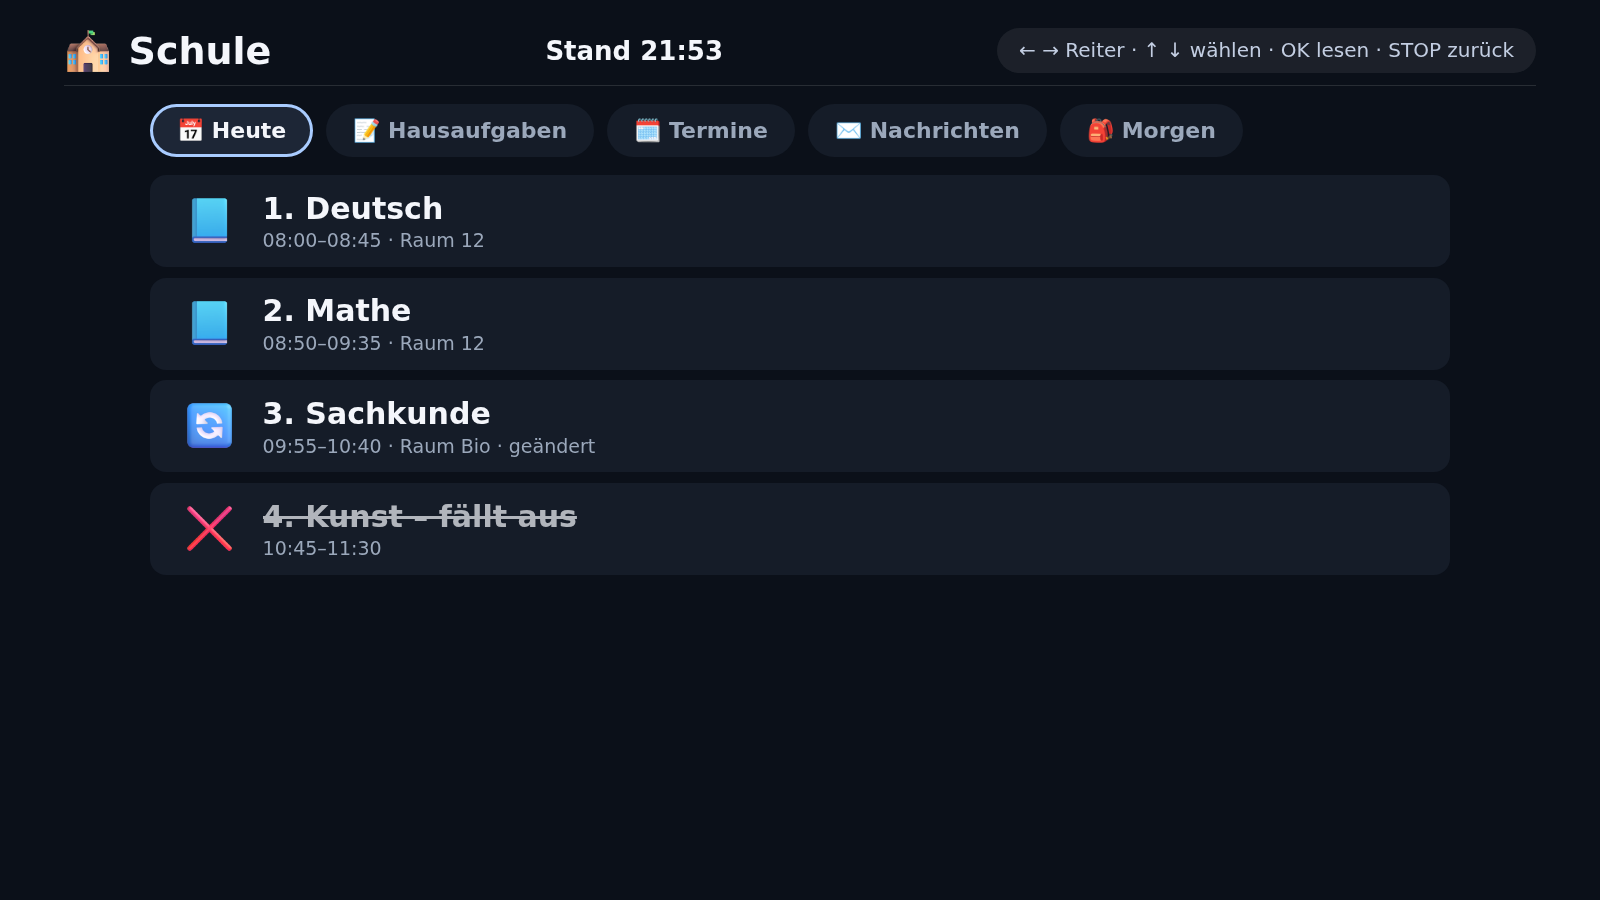 Schule
Stand 21:53
← → Reiter · ↑ ↓ wählen · OK lesen · STOP zurück
Heute
Hausaufgaben
Termine
Nachrichten
Morgen
1. Deutsch
08:00–08:45 · Raum 12
2. Mathe
08:50–09:35 · Raum 12
3. Sachkunde
09:55–10:40 · Raum Bio · geändert
4. Kunst – fällt aus
10:45–11:30